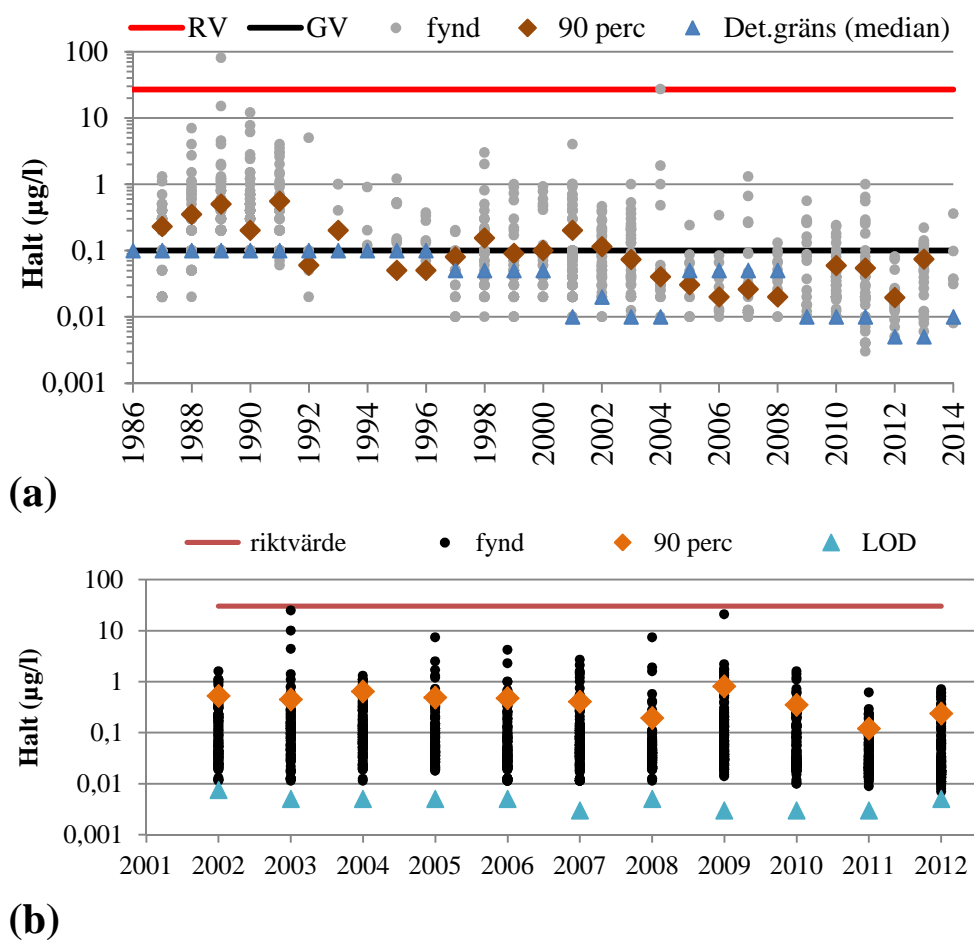 RV GV fynd 90 perc Det.gräns (median)
Halt (µg/l)
100
10
1
0,1
0,01
0,001
1986 1988 1990 1992 1994 1996 1998 2000 2002 2004 2006 2008 2010 2012 2014
(a)
riktvärde fynd 90 perc LOD
Halt (µg/l)
100
10
1
0,1
0,01
0,001
2001 2002 2003 2004 2005 2006 2007 2008 2009 2010 2011 2012
(b)